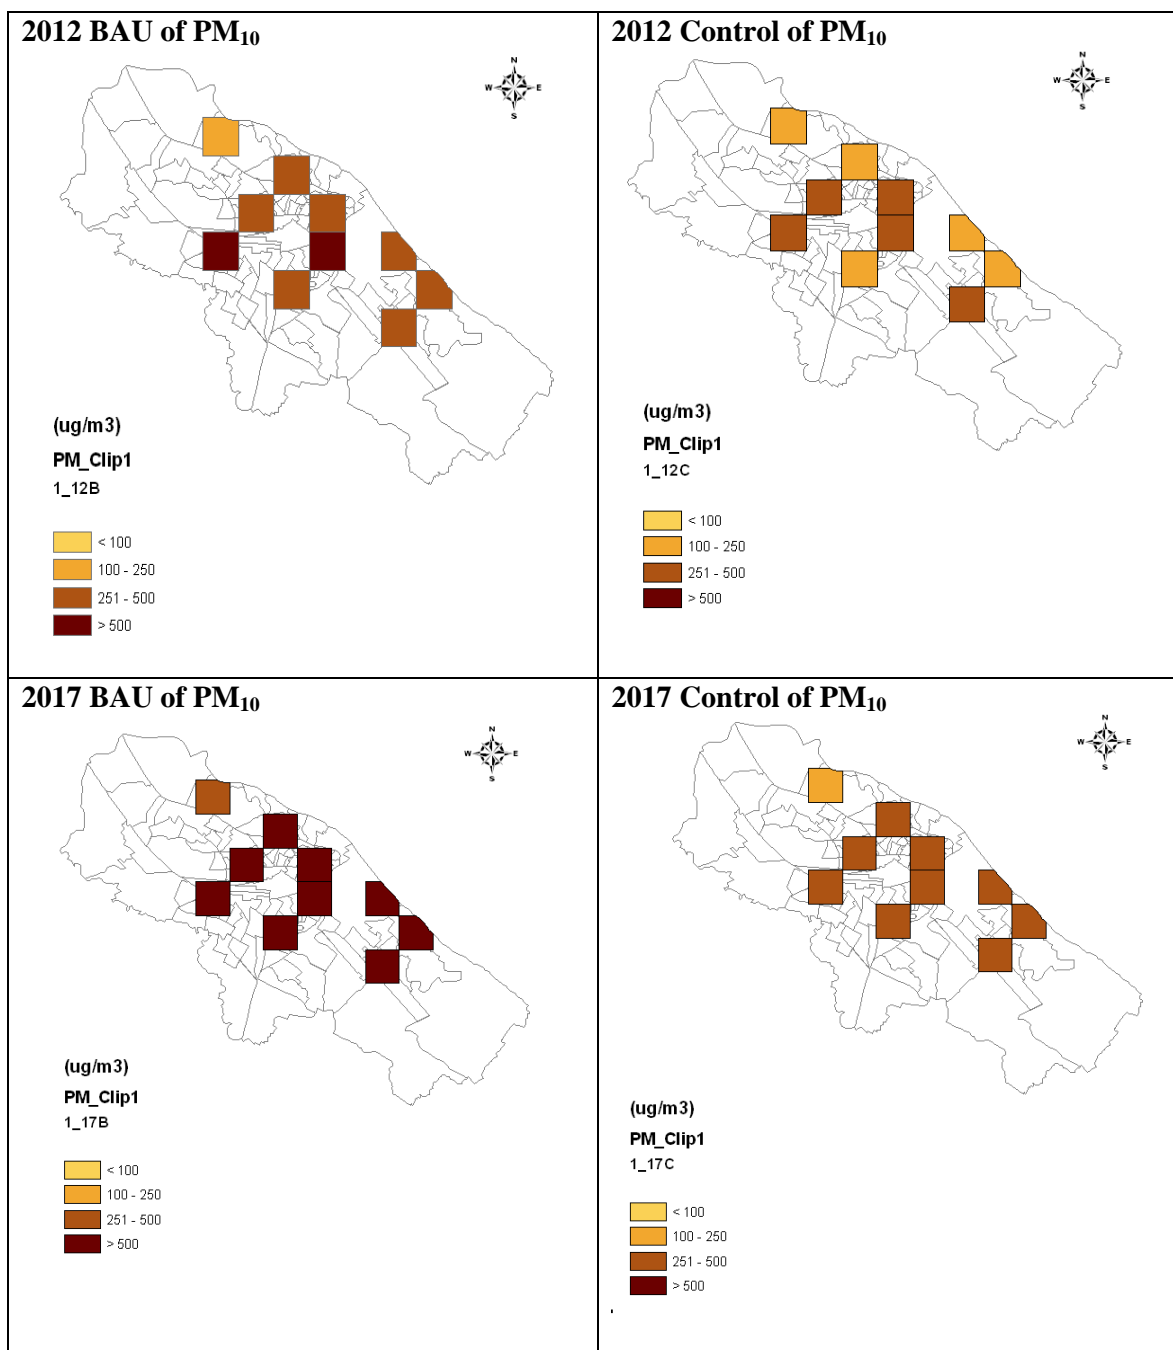 2012 BAU of PM10
N
W E
S
(ug/m3)
PM_Clip1
1_12B
< 100
100 - 250
251 - 500
> 500
2012 Control of PM10
N
W E
S
(ug/m3)
PM_Clip1
1_12C
< 100
100 - 250
251 - 500
> 500
2017 BAU of PM10
N
W E
S
(ug/m3)
PM_Clip1
1_17B
< 100
100 - 250
251 - 500
> 500
2017 Control of PM10
N
W E
S
(ug/m3)
PM_Clip1
1_17C
< 100
100 - 250
251 - 500
> 500